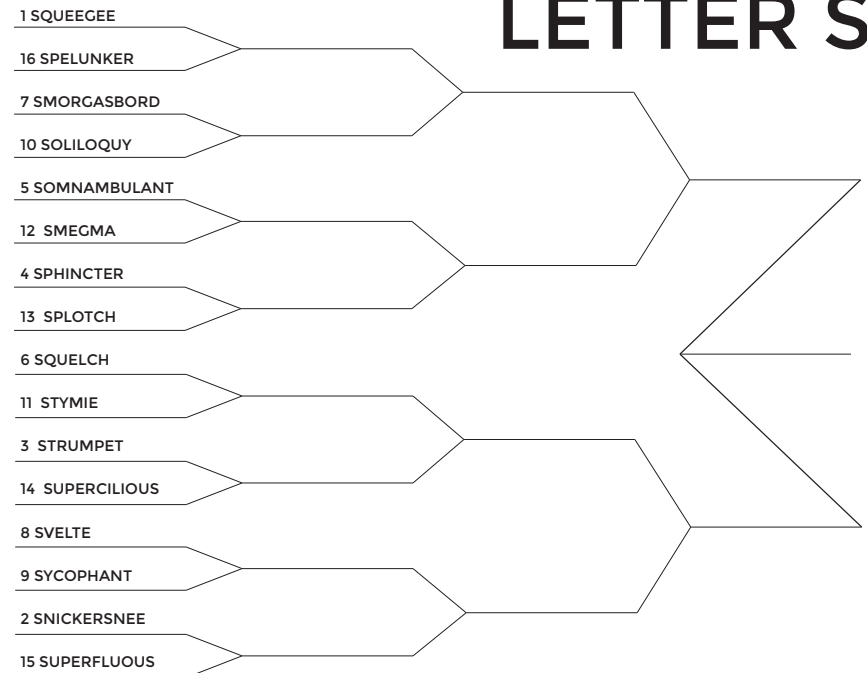 LETTER S
1 SQUEEGEE
16 SPELUNKER
7 SMORGASBORD
10 SOLILOQUY
5 SOMNAMBULANT
12 SMEGMA
4 SPHINCTER
13 SPLOTCH
6 SQUELCH
11 STYMIE
3 STRUMPET
14 SUPERCILIOUS
8 SVELTE
9 SYCOPHANT
2 SNICKERSNEE
15 SUPERFLUOUS